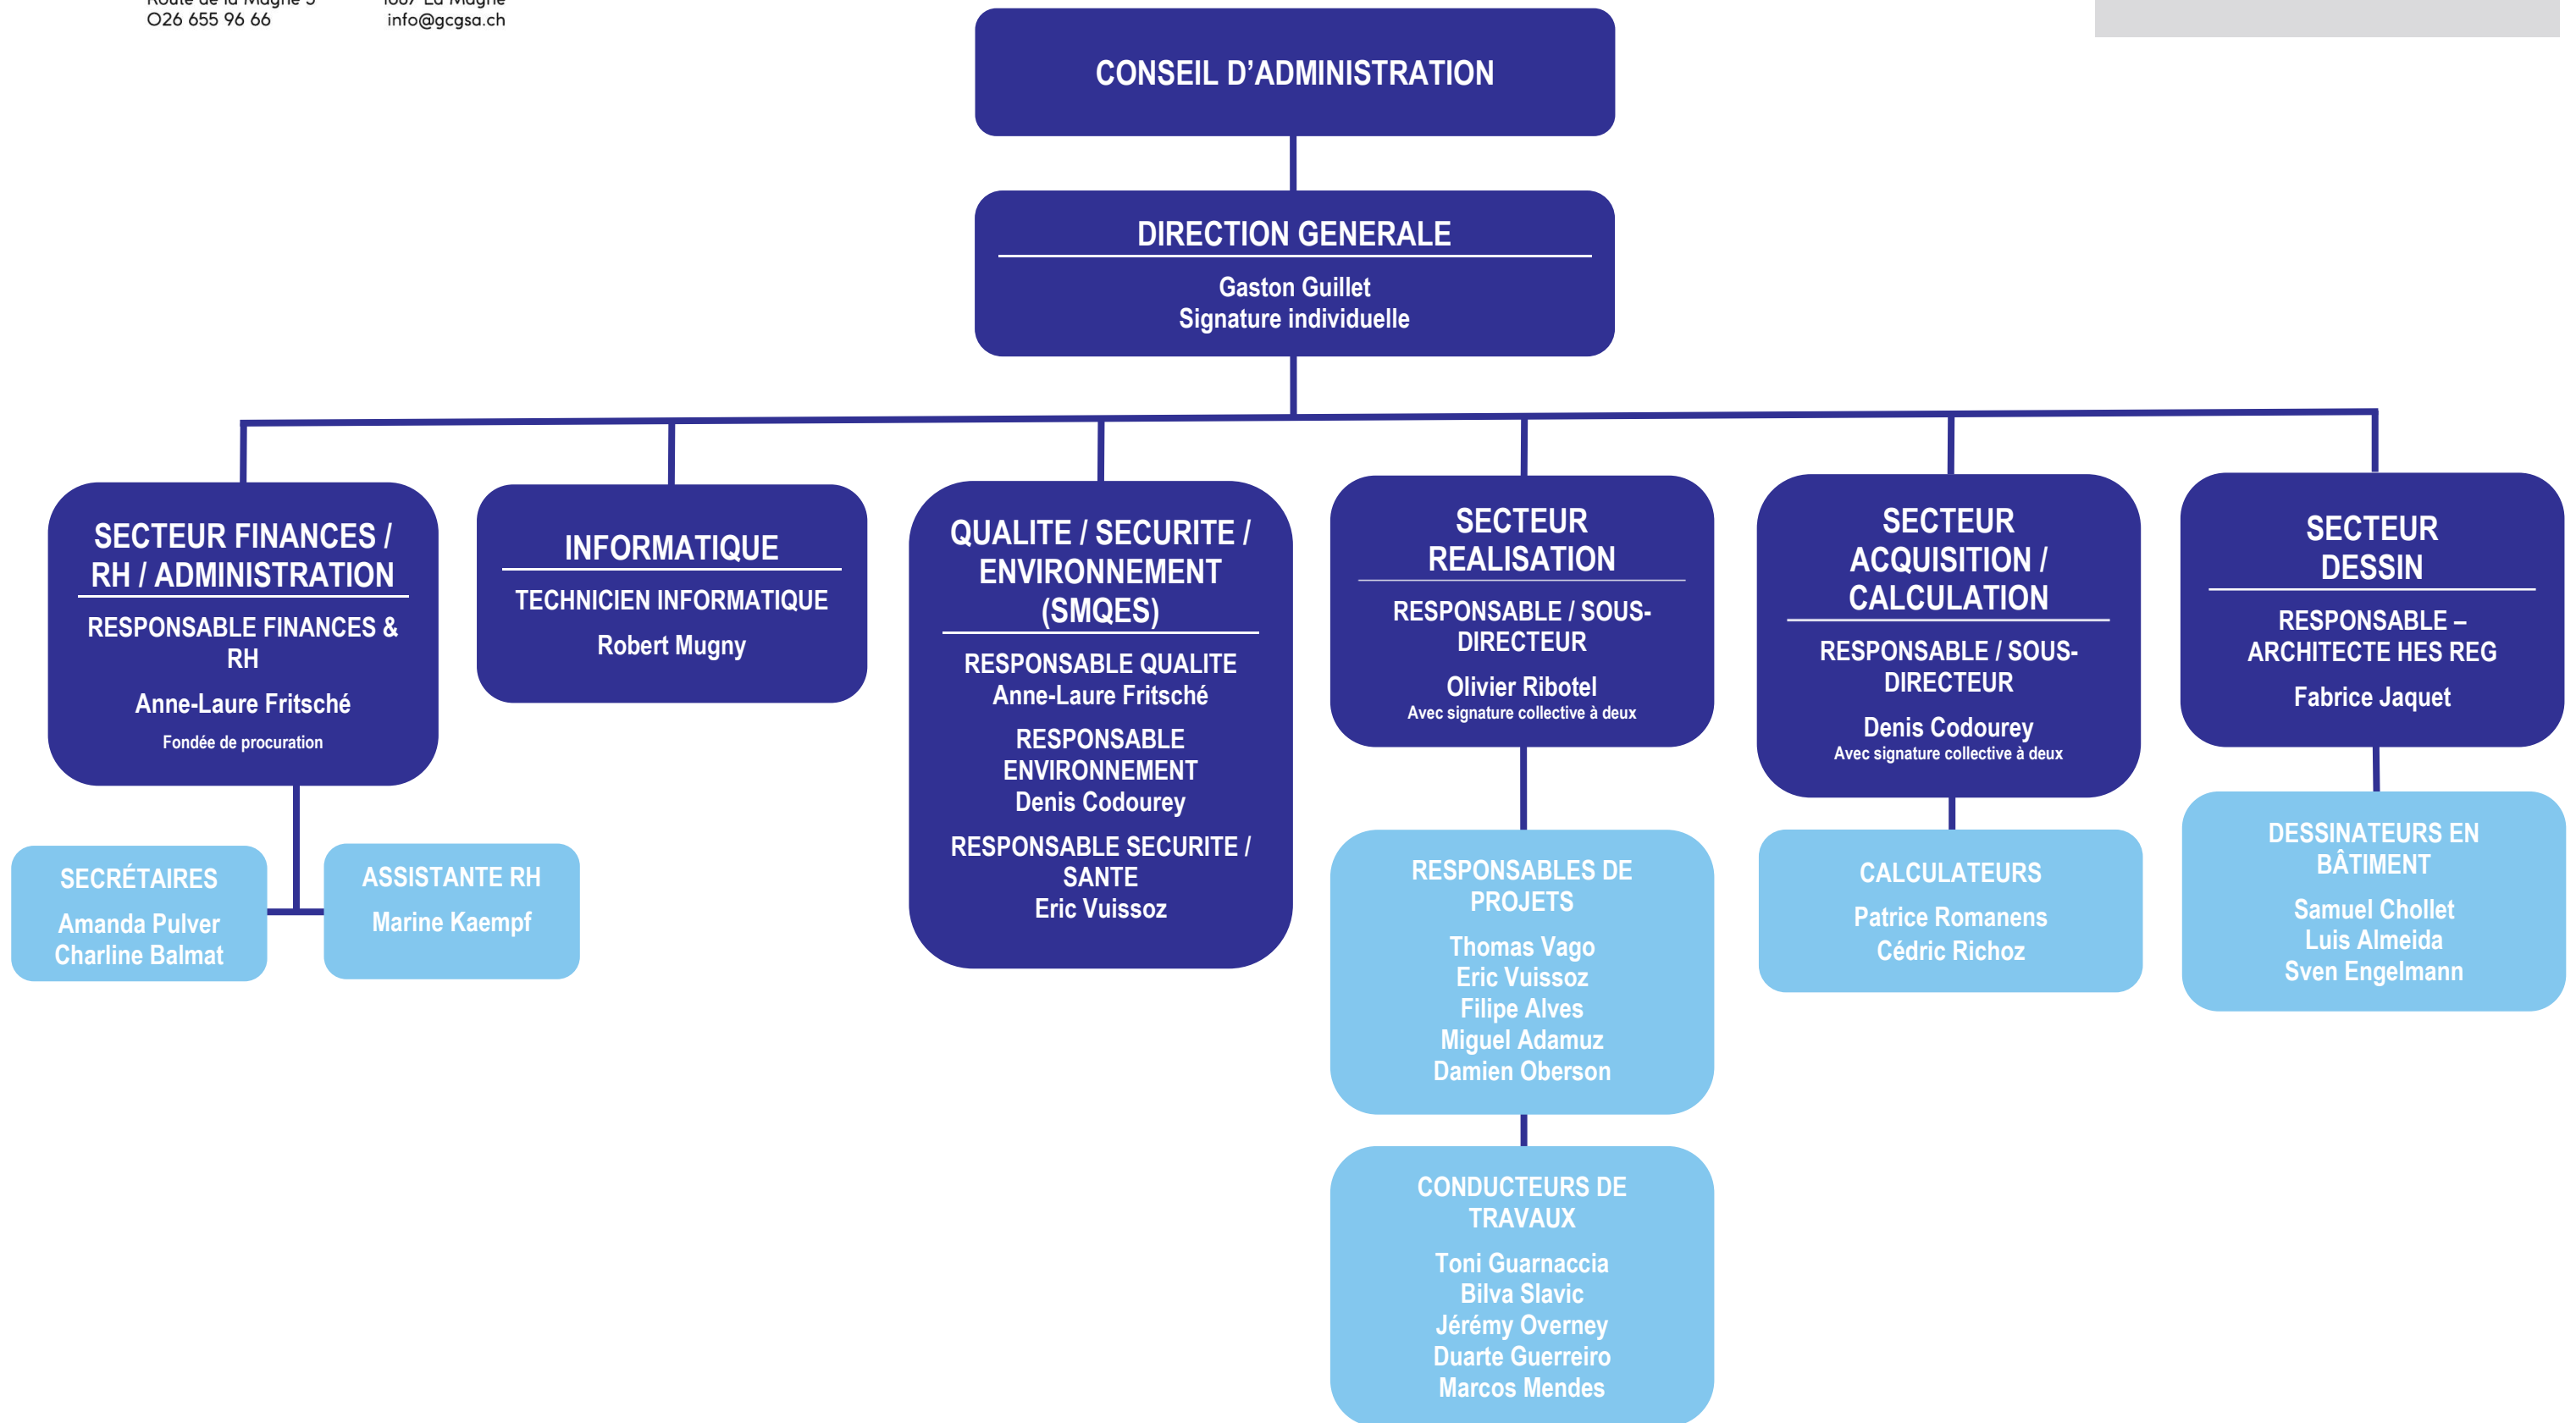 O26 655 96 66
info@gcgsa.ch
CONSEIL D’ADMINISTRATION
DIRECTION GENERALE
Gaston Guillet
Signature individuelle
SECTEUR FINANCES /
RH / ADMINISTRATION
RESPONSABLE FINANCES &
RH
Anne-Laure Fritsché
Fondée de procuration
SECRÉTAIRES
Amanda Pulver
Charline Balmat
ASSISTANTE RH
Marine Kaempf
INFORMATIQUE
TECHNICIEN INFORMATIQUE
Robert Mugny
QUALITE / SECURITE /
ENVIRONNEMENT
(SMQES)
RESPONSABLE QUALITE
Anne-Laure Fritsché
RESPONSABLE
ENVIRONNEMENT
Denis Codourey
RESPONSABLE SECURITE /
SANTE
Eric Vuissoz
SECTEUR
REALISATION
RESPONSABLE / SOUS-
DIRECTEUR
Olivier Ribotel
Avec signature collective à deux
RESPONSABLES DE
PROJETS
Thomas Vago
Eric Vuissoz
Filipe Alves
Miguel Adamuz
Damien Oberson
CONDUCTEURS DE
TRAVAUX
Toni Guarnaccia
Bilva Slavic
Jérémy Overney
Duarte Guerreiro
Marcos Mendes
SECTEUR
ACQUISITION /
CALCULATION
RESPONSABLE / SOUS-
DIRECTEUR
Denis Codourey
Avec signature collective à deux
CALCULATEURS
Patrice Romanens
Cédric Richoz
SECTEUR
DESSIN
RESPONSABLE –
ARCHITECTE HES REG
Fabrice Jaquet
DESSINATEURS EN
BÂTIMENT
Samuel Chollet
Luis Almeida
Sven Engelmann